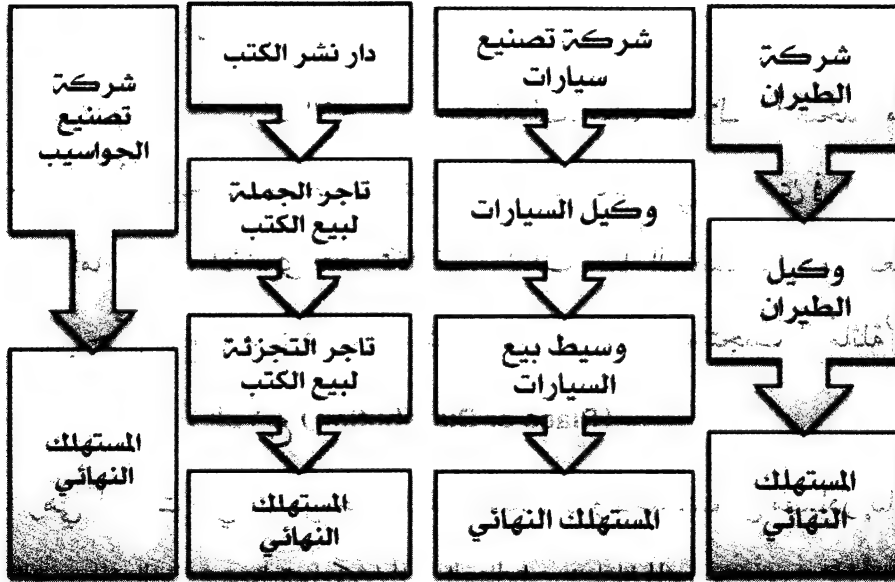 شركة
الطيران
وكيل
الطيران
المستهلك
النهائي
شركة تصنيع
سيارات
وكيل السيارات
وسيط بيع
السيارات
المستهلك النهائي
دار نشر الكتب
تاجر الجملة
لبيع الكتب
تاجر التجزئة
لبيع الكتب
المستهلك
النهائي
شركة
تصنيع
الحواسيب
المستهلك
النهائي